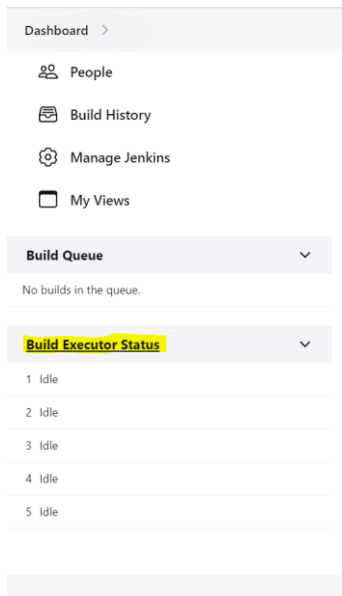 Dashboard
People
Build History
Manage Jenkins
My Views
Build Queue
No builds in the queue.
Build Executor Status
1 Idle
2 Idle
3 Idle
4 Idle
5 Idle